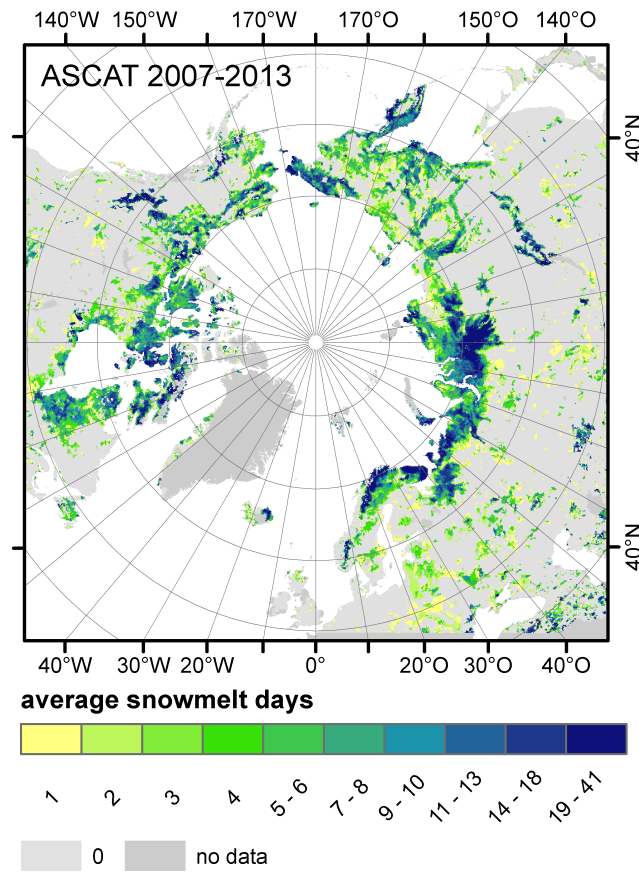 140°W 150°W 170°W 170°O 150°O 140°O
ASCAT 2007-2013
40°N
40°N
40°W 30°W 20°W 0° 20°O 30°O 40°O
average snowmelt days
1 2 3 4 5 - 6 7 - 8 9 - 10 11 - 13 14 - 18 19 - 41
0 no data